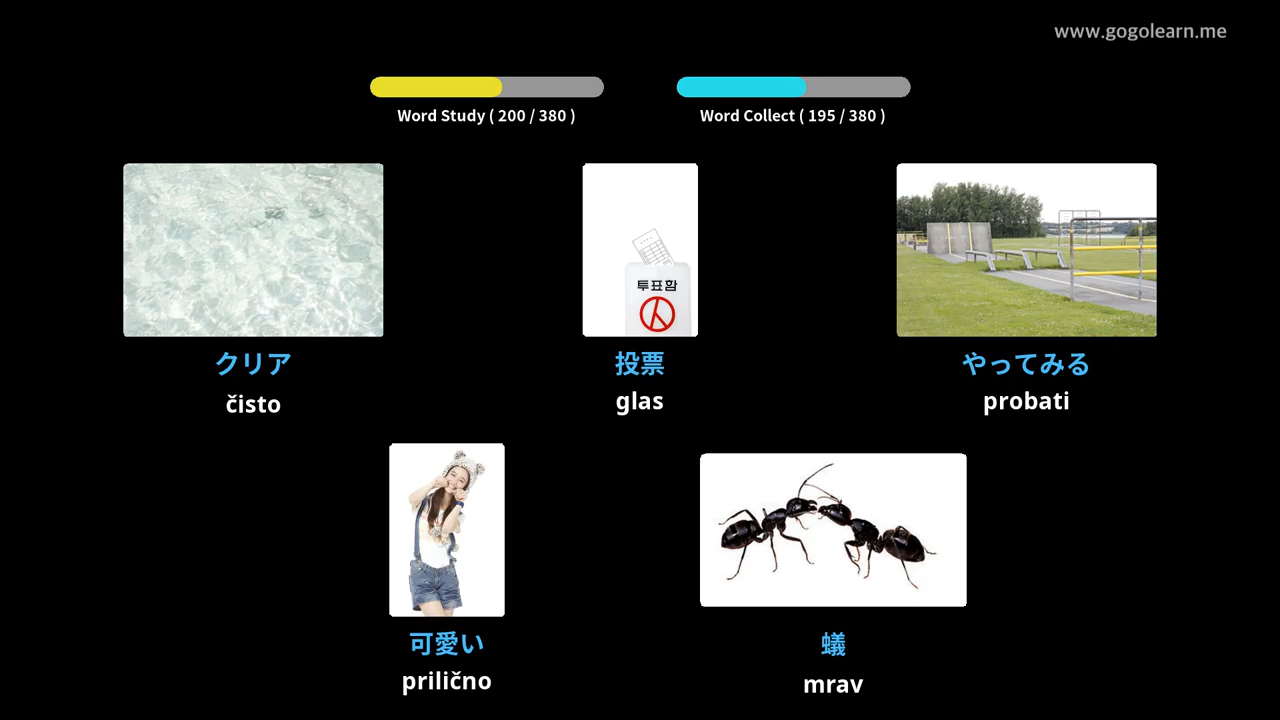 www.gogolearn.me
Word Study ( 200 / 380 )
Word Collect ( 195 / 380 )
투표함
クリア
čisto
投票
glas
やってみる
probati
可愛い
prilično
蟻
mrav